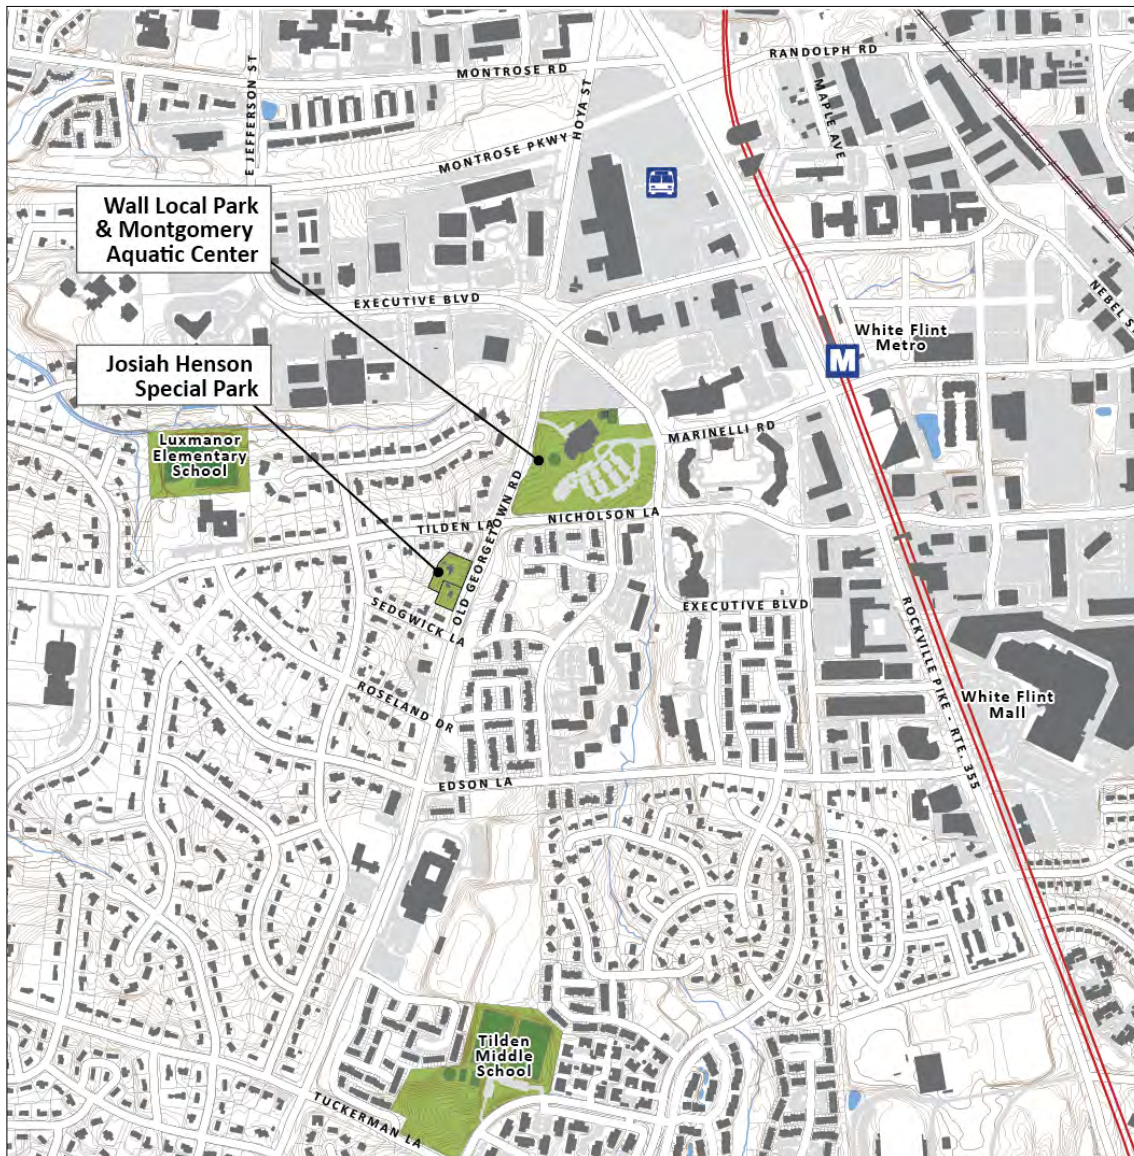 RANDOLPH RD
MONTROSE RD
E JEFFERSON ST
HOYA ST
MAPLE AVE
MONTROSE PKWY
Wall Local Park
& Montgomery
Aquatic Center
EXECUTIVE BLVD
NEBEL ST
White Flint
Metro
M
Josiah Henson
Special Park
MARINELLI RD
Luxmanor
Elementary
School
OLD GEORGETOWN RD
TILDEN LA
NICHOLSON LA
SEDGWICK LA
EXECUTIVE BLVD
ROCKVILLE PIKE - RTE. 355
ROSELAND DR
White Flint
Mall
EDSON LA
Tilden
Middle
School
TUCKERMAN LA